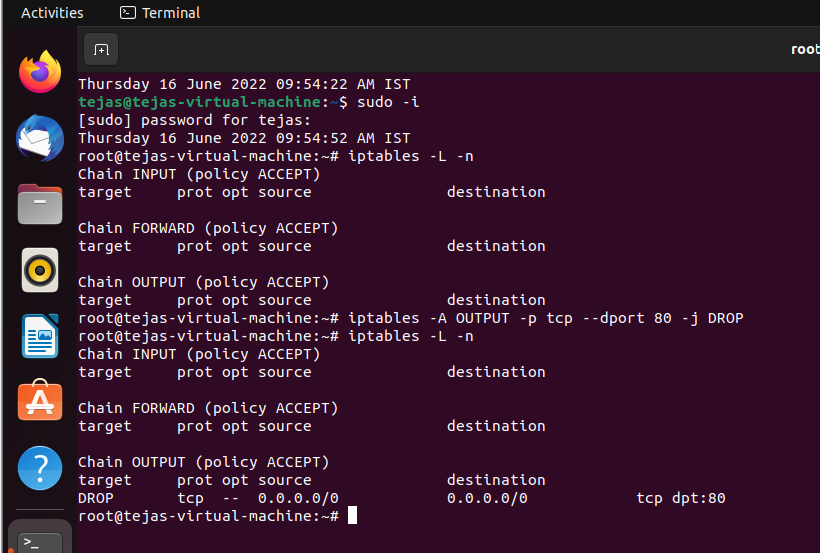 Activities
Terminal
root
Thursday 16 June 2022 09:54:22 AM IST
tejas@tejas-virtual-machine:~$ sudo -i
[sudo] password for tejas:
Thursday 16 June 2022 09:54:52 AM IST
root@tejas-virtual-machine:~# iptables -L -n
Chain INPUT (policy ACCEPT)
target     prot opt source               destination
Chain FORWARD (policy ACCEPT)
target     prot opt source               destination
Chain OUTPUT (policy ACCEPT)
target     prot opt source               destination
root@tejas-virtual-machine:~# iptables -A OUTPUT -p tcp --dport 80 -j DROP
root@tejas-virtual-machine:~# iptables -L -n
Chain INPUT (policy ACCEPT)
target     prot opt source               destination
Chain FORWARD (policy ACCEPT)
target     prot opt source               destination
Chain OUTPUT (policy ACCEPT)
target     prot opt source               destination
DROP       tcp  --  0.0.0.0/0            0.0.0.0/0            tcp dpt:80
root@tejas-virtual-machine:~#